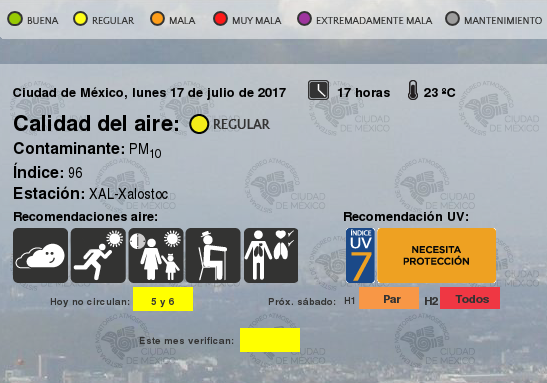 BUENA REGULAR MALA MUY MALA EXTREMADAMENTE MALA MANTENIMIENTO
Ciudad de México, lunes 17 de julio de 2017 17 horas 23 ºC
Calidad del aire: REGULAR
Contaminante: PM10
Índice: 96
Estación: XAL-Xalostoc
Recomendaciones aire: Recomendación UV:
ÍNDICE
UV
7
NECESITA
PROTECCIÓN
Hoy no circulan: 5 y 6 Próx. sábado: H1 Par H2 Todos
Este mes verifican:
CIUDAD
DE MÉXICO